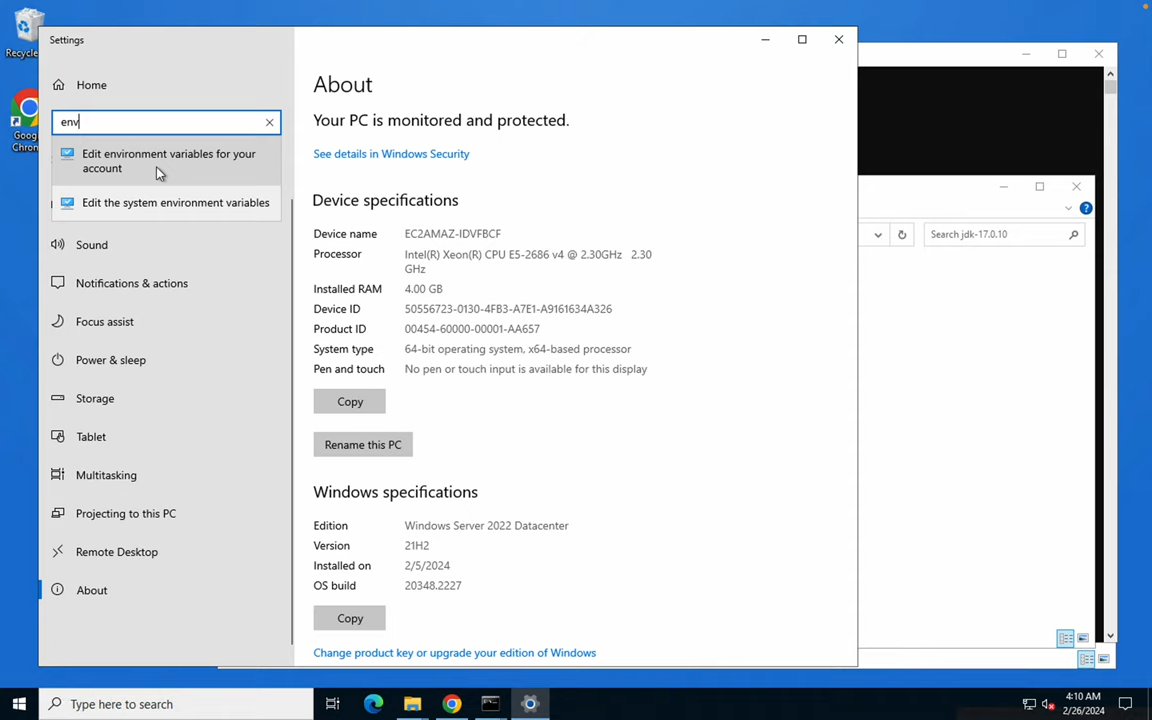 Recycle
Google
Chrom
Settings
Home
env
Edit environment variables for your
account
Edit the system environment variables
Sound
Notifications & actions
Focus assist
Power & sleep
Storage
Tablet
Multitasking
Projecting to this PC
Remote Desktop
About
About
Your PC is monitored and protected.
See details in Windows Security
Device specifications
Device name EC2AMAZ-IDVFBCF
Processor Intel(R) Xeon(R) CPU E5-2686 v4 @ 2.30GHz 2.30
GHz
Installed RAM 4.00 GB
Device ID 50556723-0130-4FB3-A7E1-A9161634A326
Product ID 00454-60000-00001-AA657
System type 64-bit operating system, x64-based processor
Pen and touch No pen or touch input is available for this display
Copy
Rename this PC
Windows specifications
Edition Windows Server 2022 Datacenter
Version 21H2
Installed on 2/5/2024
OS build 20348.2227
Copy
Change product key or upgrade your edition of Windows
Search jdk-17.0.10
Type here to search
4:10 AM
2/26/2024